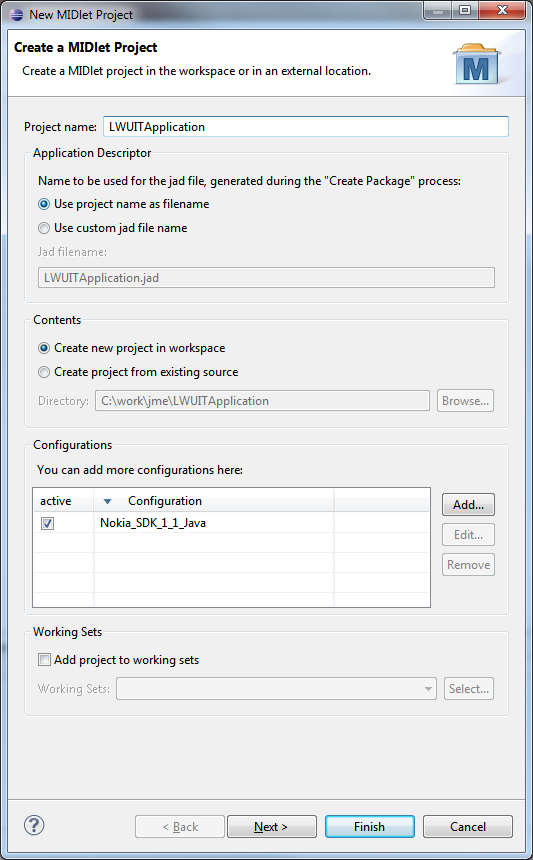 New MIDlet Project
Create a MIDlet Project
Create a MIDlet project in the workspace or in an external location.
M
Project name: LWUITApplication
Application Descriptor
Name to be used for the jad file, generated during the "Create Package" process:
Use project name as filename
Use custom jad file name
Jad filename:
LWUITApplication.jad
Contents
Create new project in workspace
Create project from existing source
Directory: C:\work\jme\LWUITApplication Browse...
Configurations
You can add more configurations here:
active Configuration Add...
Nokia_SDK_1_1_Java
Edit...
Remove
Working Sets
Add project to working sets
Working Sets: Select...
? < Back Next > Finish Cancel